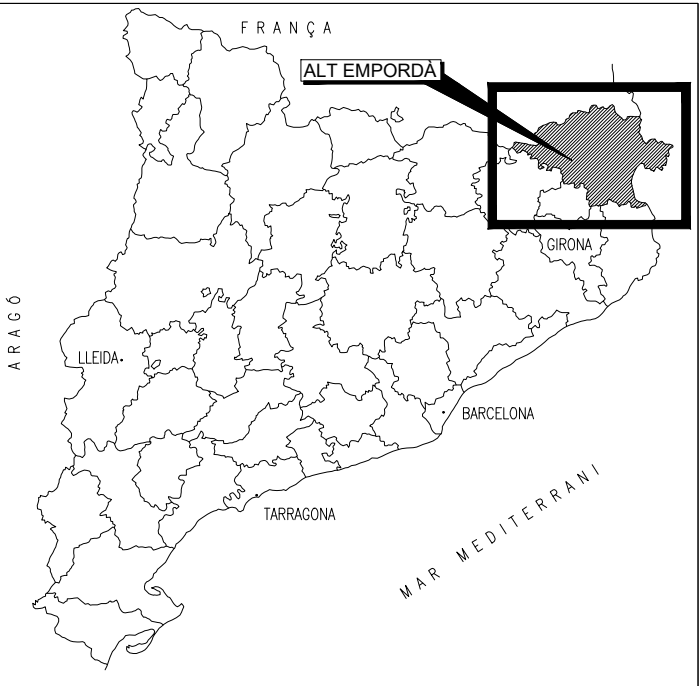 FRANÇA
ALT EMPORDÀ
GIRONA
ARAGÓ
LLEIDA
BARCELONA
TARRAGONA
MAR MEDITERRANI